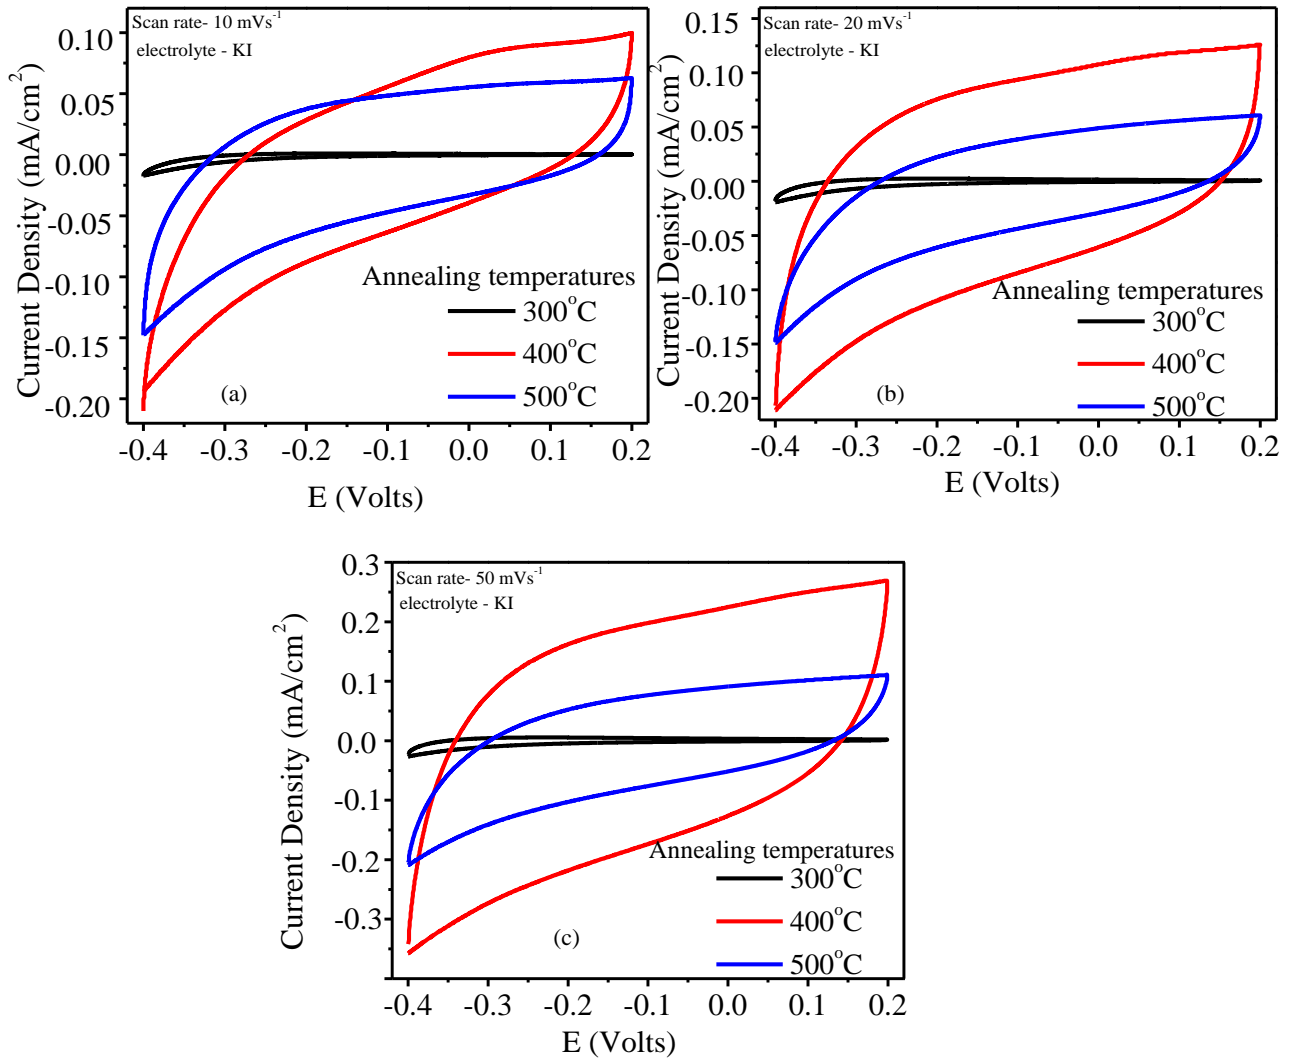 Scan rate- 10 mVs⁻¹
electrolyte - KI
0.10
0.05
0.00
-0.05
-0.10
-0.15
-0.20
Current Density (mA/cm²)
Annealing temperatures
300°C
400°C
500°C
(a)
-0.4 -0.3 -0.2 -0.1 0.0 0.1 0.2
E (Volts)
Scan rate- 20 mVs⁻¹
electrolyte - KI
0.15
0.10
0.05
0.00
-0.05
-0.10
-0.15
-0.20
Current Density (mA/cm²)
Annealing temperatures
300°C
400°C
500°C
(b)
-0.4 -0.3 -0.2 -0.1 0.0 0.1 0.2
E (Volts)
Scan rate- 50 mVs⁻¹
electrolyte - KI
0.3
0.2
0.1
0.0
-0.1
-0.2
-0.3
Current Density (mA/cm²)
Annealing temperatures
300°C
400°C
500°C
(c)
-0.4 -0.3 -0.2 -0.1 0.0 0.1 0.2
E (Volts)